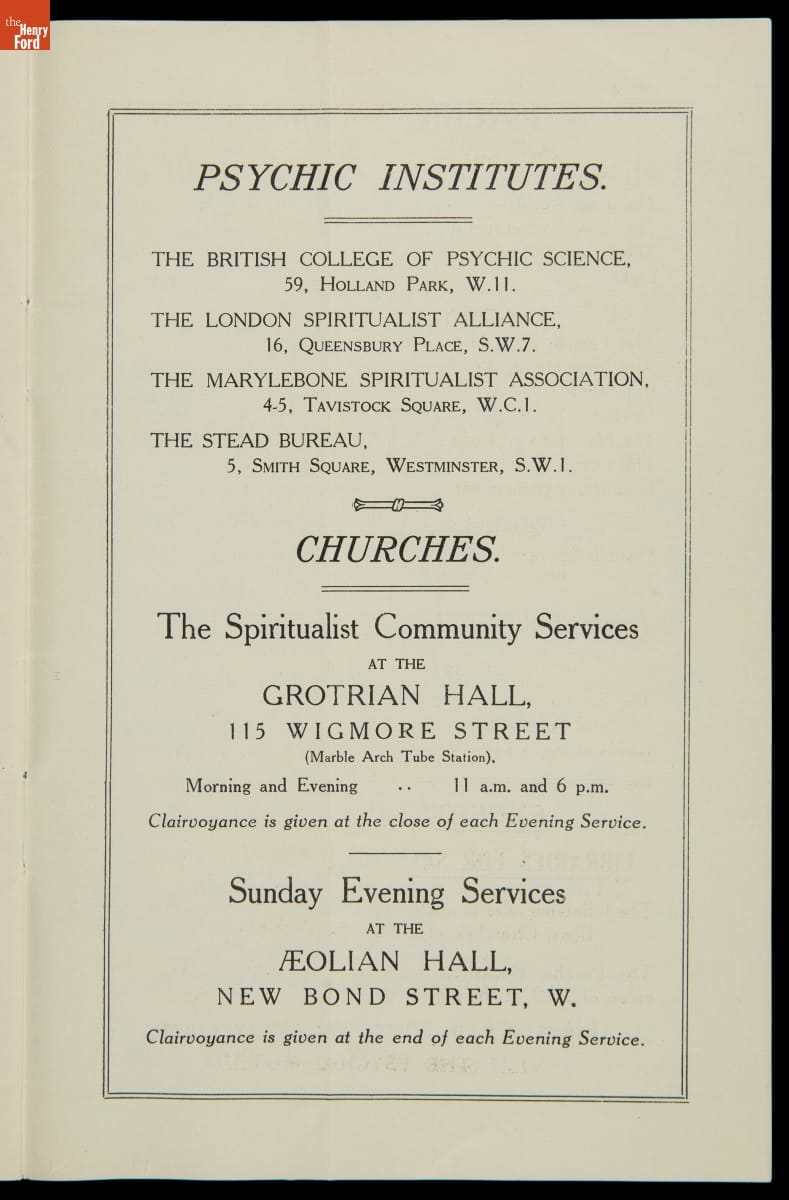 the
Henry
Ford
PSYCHIC INSTITUTES.
THE BRITISH COLLEGE OF PSYCHIC SCIENCE,
59, HOLLAND PARK, W.11.
THE LONDON SPIRITUALIST ALLIANCE,
16, QUEENSBURY PLACE, S.W.7.
THE MARYLEBONE SPIRITUALIST ASSOCIATION,
4-5, TAVISTOCK SQUARE, W.C.1.
THE STEAD BUREAU,
5, SMITH SQUARE, WESTMINSTER, S.W.1.
CHURCHES.
The Spiritualist Community Services
AT THE
GROTRIAN HALL,
115 WIGMORE STREET
(Marble Arch Tube Station).
Morning and Evening .. 11 a.m. and 6 p.m.
Clairvoyance is given at the close of each Evening Service.
Sunday Evening Services
AT THE
ÆOLIAN HALL,
NEW BOND STREET, W.
Clairvoyance is given at the end of each Evening Service.